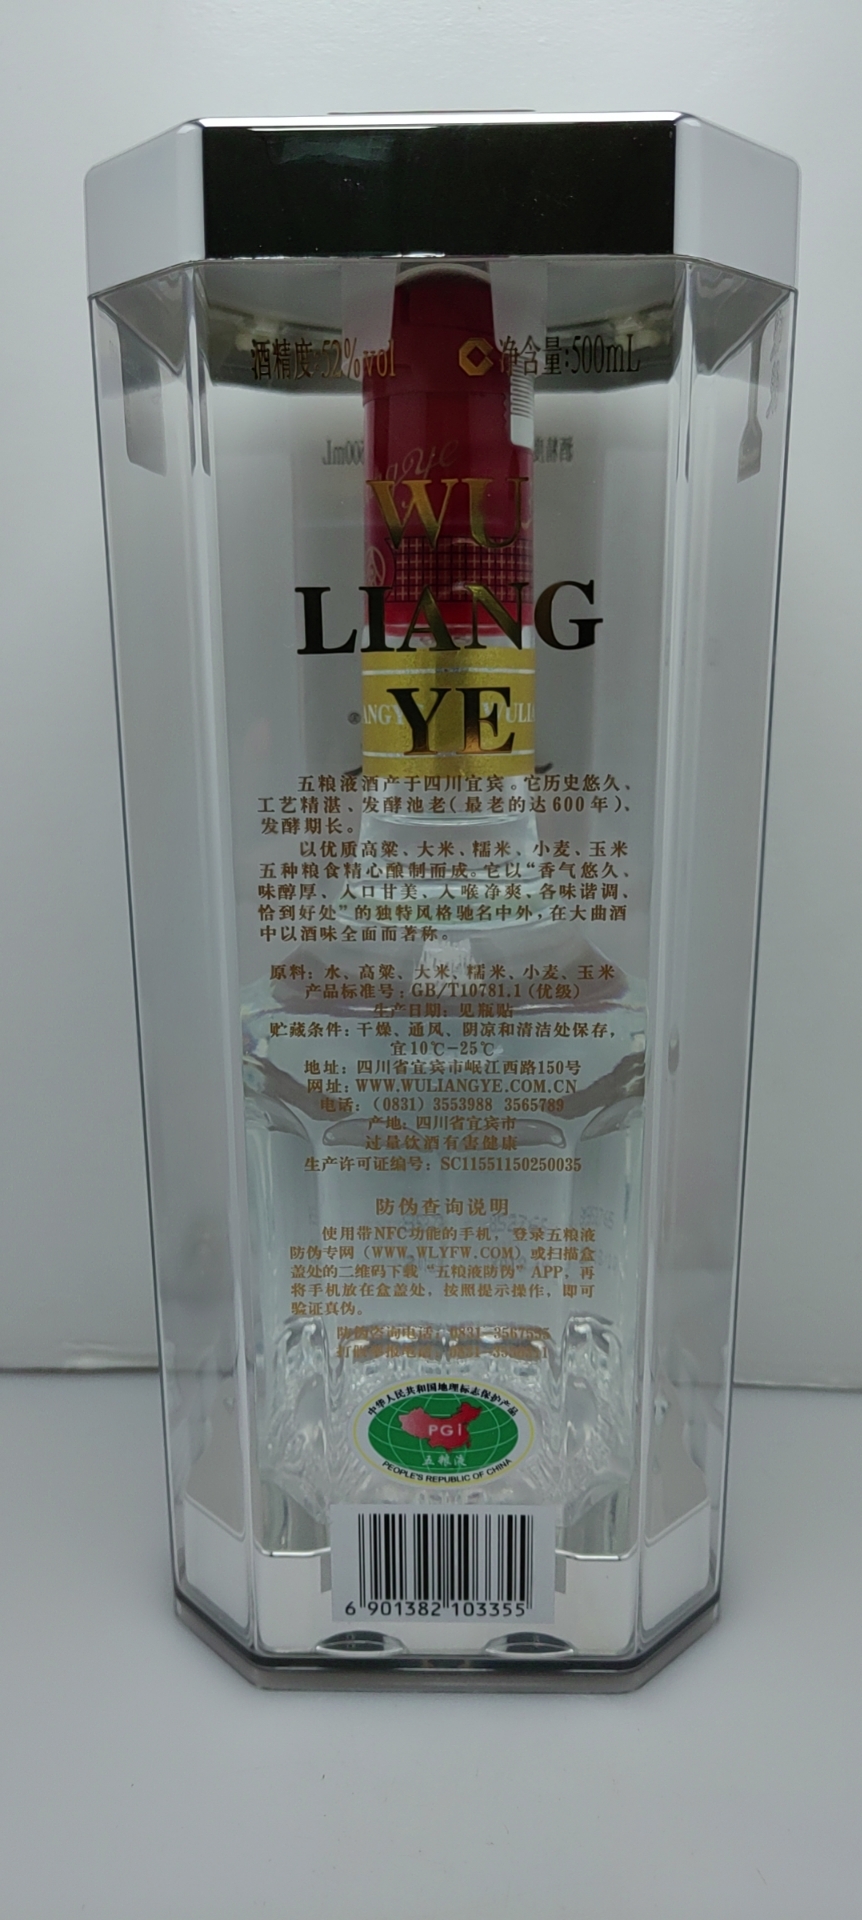 酒精度:52%vol 净含量:500mL
WU
LIANG
YE
五粮液酒产于四川宜宾。它历史悠久、
工艺精湛、发酵池老(最老的达600年)、
发酵期长。
以优质高粱、大米、糯米、小麦、玉米
五种粮食精心酿制而成。它以“香气悠久、
味醇厚、入口甘美、入喉净爽、各味谐调、
恰到好处”的独特风格驰名中外,在大曲酒
中以酒味全面而著称。
原料:水、高粱、大米、糯米、小麦、玉米
产品标准号:GB/T10781.1(优级)
生产日期:见瓶贴
贮藏条件:干燥、通风、阴凉和清洁处保存,
宜10℃-25℃
地址:四川省宜宾市岷江西路150号
网址:WWW.WULIANGYE.COM.CN
电话:(0831) 3553988 3565789
产地:四川省宜宾市
过量饮酒有害健康
生产许可证编号:SC11551150250035
防伪查询说明
使用带NFC功能的手机,登录五粮液
防伪专网(WWW.WLYFW.COM)或扫描盒
盖处的二维码下载“五粮液防伪”APP,再
将手机放在盒盖处,按照提示操作,即可
验证真伪。
防伪咨询电话:
中华人民共和国地理标志保护产品
PGI
五粮液
PEOPLE'S REPUBLIC OF CHINA
6 901382 103355